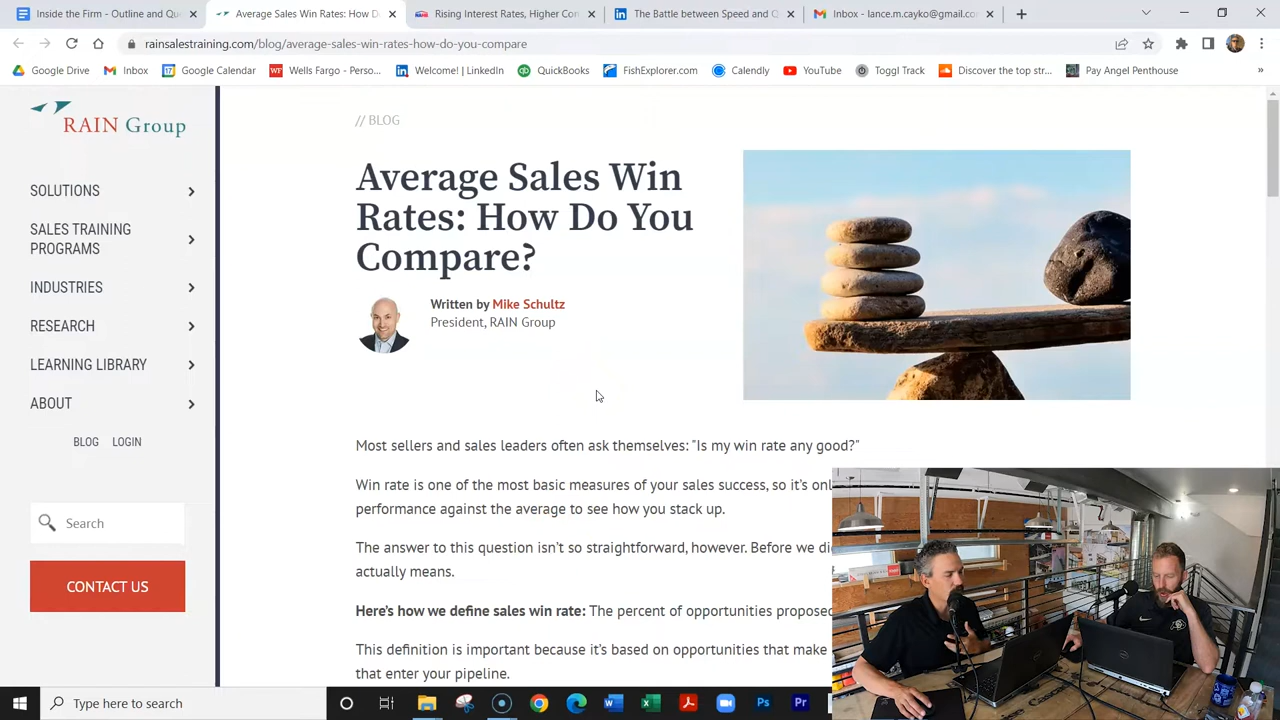 Inside the Firm - Outline and Qu
Average Sales Win Rates: How D
Rising Interest Rates, Higher Con
The Battle between Speed and Q
Inbox - lance.m.cayko@gmail.co
rainsalestraining.com/blog/average-sales-win-rates-how-do-you-compare
Google Drive
Inbox
Google Calendar
Wells Fargo - Perso...
Welcome! | LinkedIn
QuickBooks
FishExplorer.com
Calendly
YouTube
Toggl Track
Discover the top str...
Pay Angel Penthouse
RAIN Group
SOLUTIONS
SALES TRAINING
PROGRAMS
INDUSTRIES
RESEARCH
LEARNING LIBRARY
ABOUT
BLOG LOGIN
Search
CONTACT US
// BLOG
Average Sales Win
Rates: How Do You
Compare?
Written by Mike Schultz
President, RAIN Group
Most sellers and sales leaders often ask themselves: "Is my win rate any good?"
Win rate is one of the most basic measures of your sales success, so it's onl
performance against the average to see how you stack up.
The answer to this question isn't so straightforward, however. Before we di
actually means.
Here's how we define sales win rate: The percent of opportunities proposed
This definition is important because it's based on opportunities that make
that enter your pipeline.
Type here to search